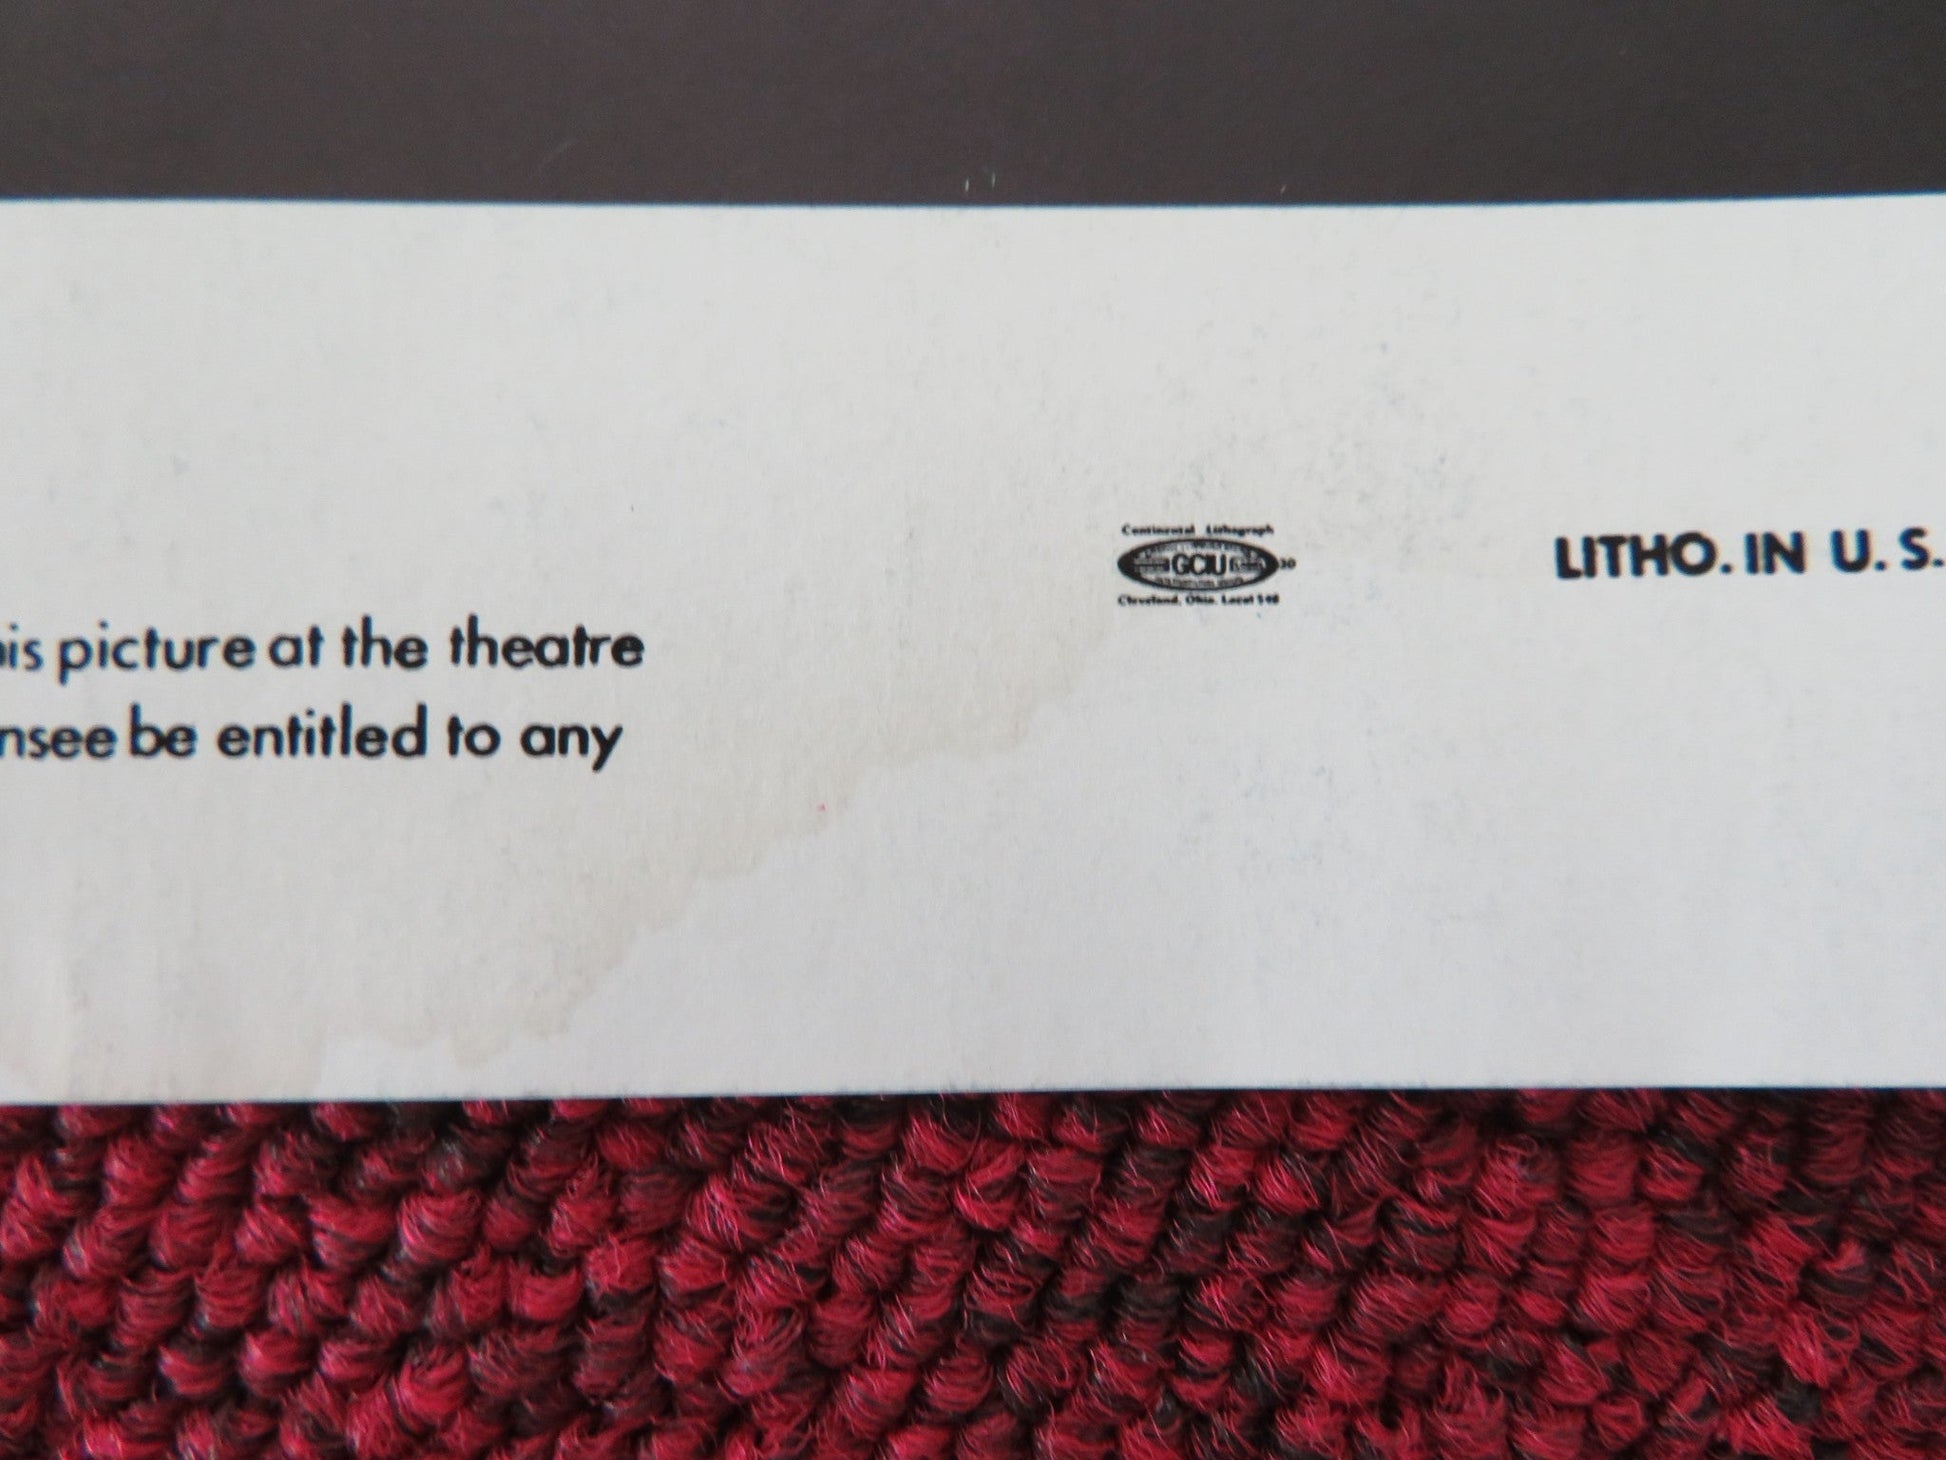 Continental Lithograph
GCIU
30
Cleveland, Ohio. Local 546
LITHO. IN U. S.
is picture at the theatre
nsee be entitled to any